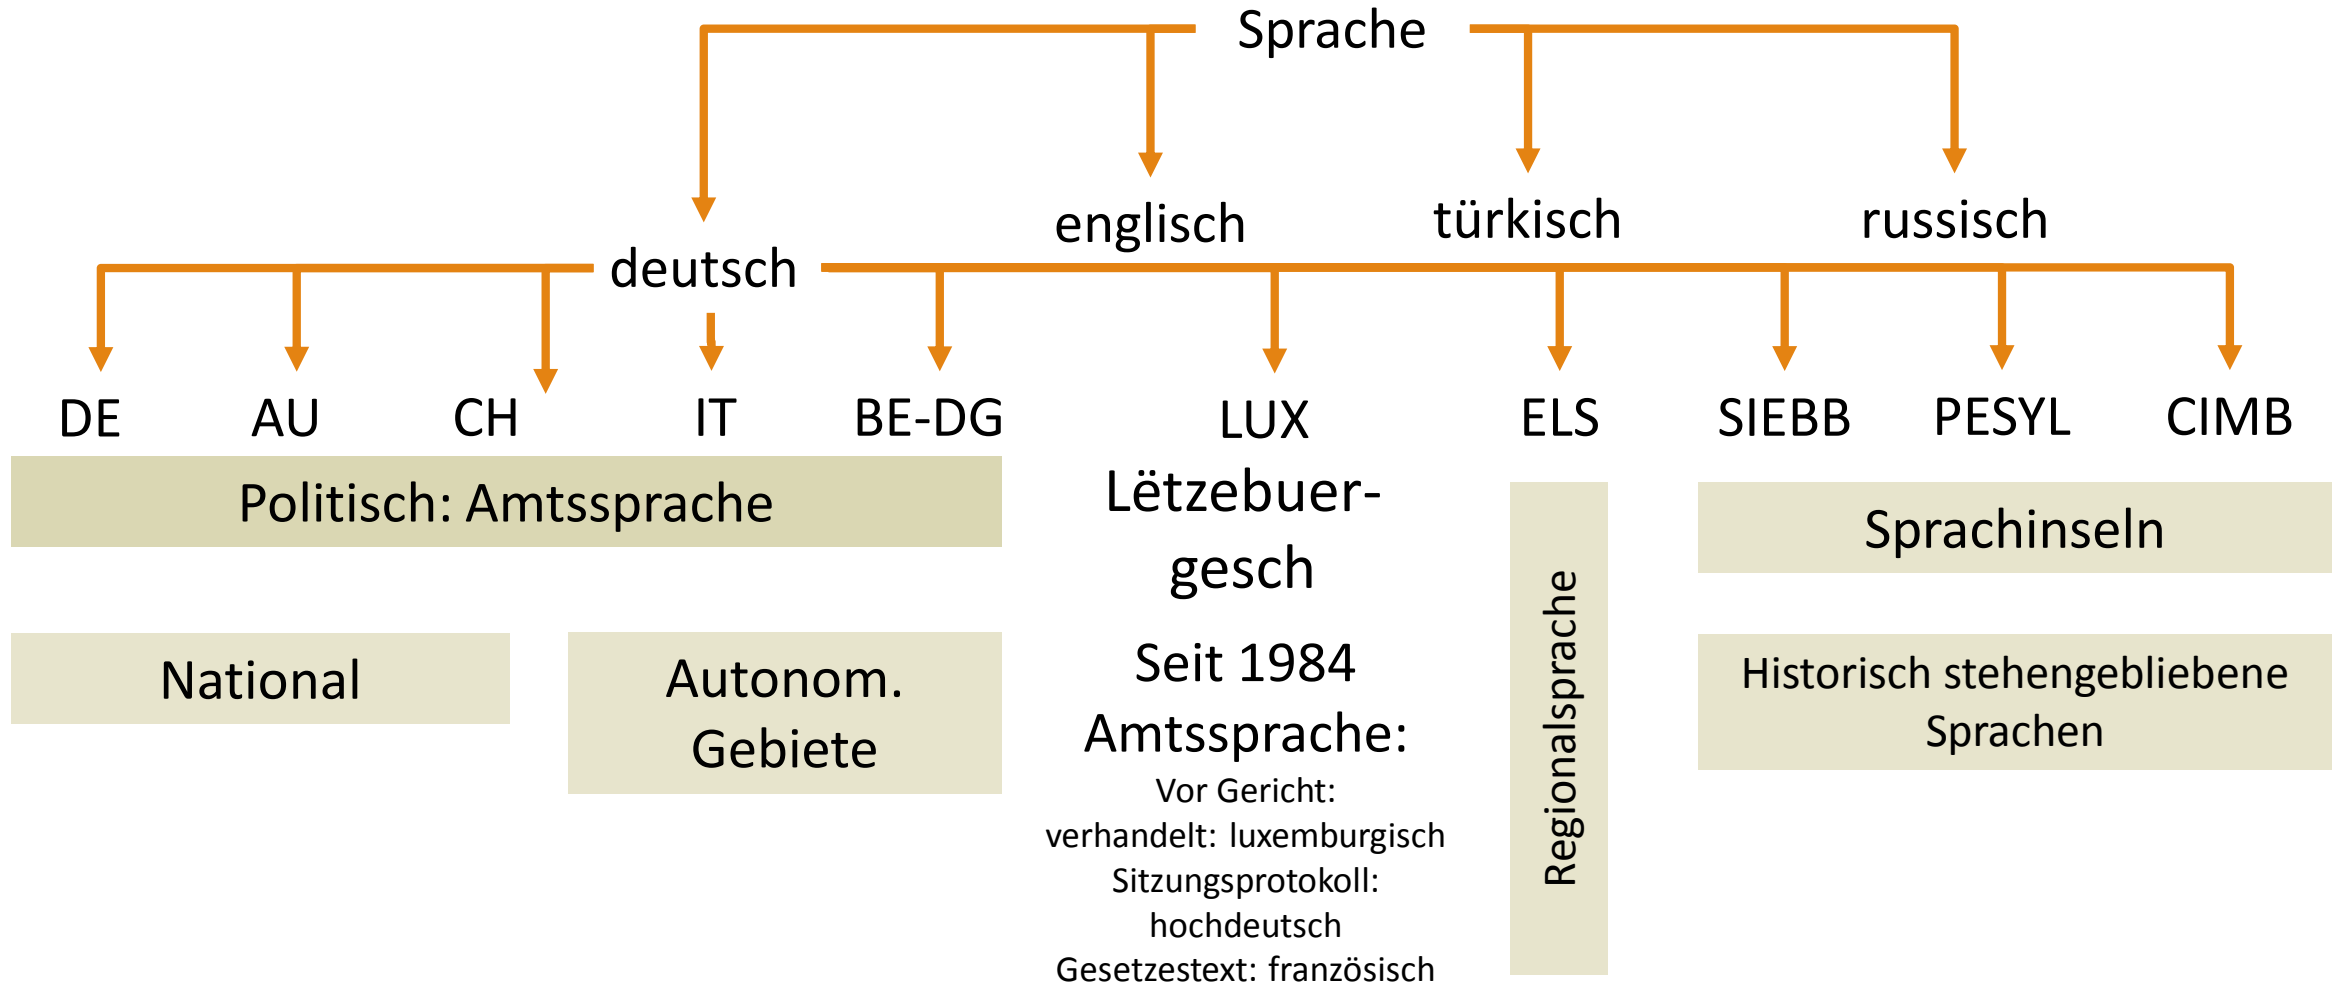 Sprache
englisch
türkisch
russisch
deutsch
DE
AU
CH
IT
BE-DG
LUX
ELS
SIEBB
PESYL
CIMB
Politisch: Amtssprache
National
Autonom.
Gebiete
Lëtzebuer-
gesch
Seit 1984
Amtssprache:
Vor Gericht:
verhandelt: luxemburgisch
Sitzungsprotokoll:
hochdeutsch
Gesetzestext: französisch
Regionalsprache
Sprachinseln
Historisch stehengebliebene
Sprachen